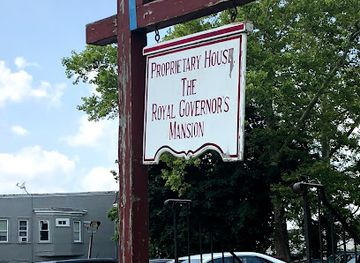 PROPRIETARY HOUSE
THE
ROYAL GOVERNOR'S
MANSION